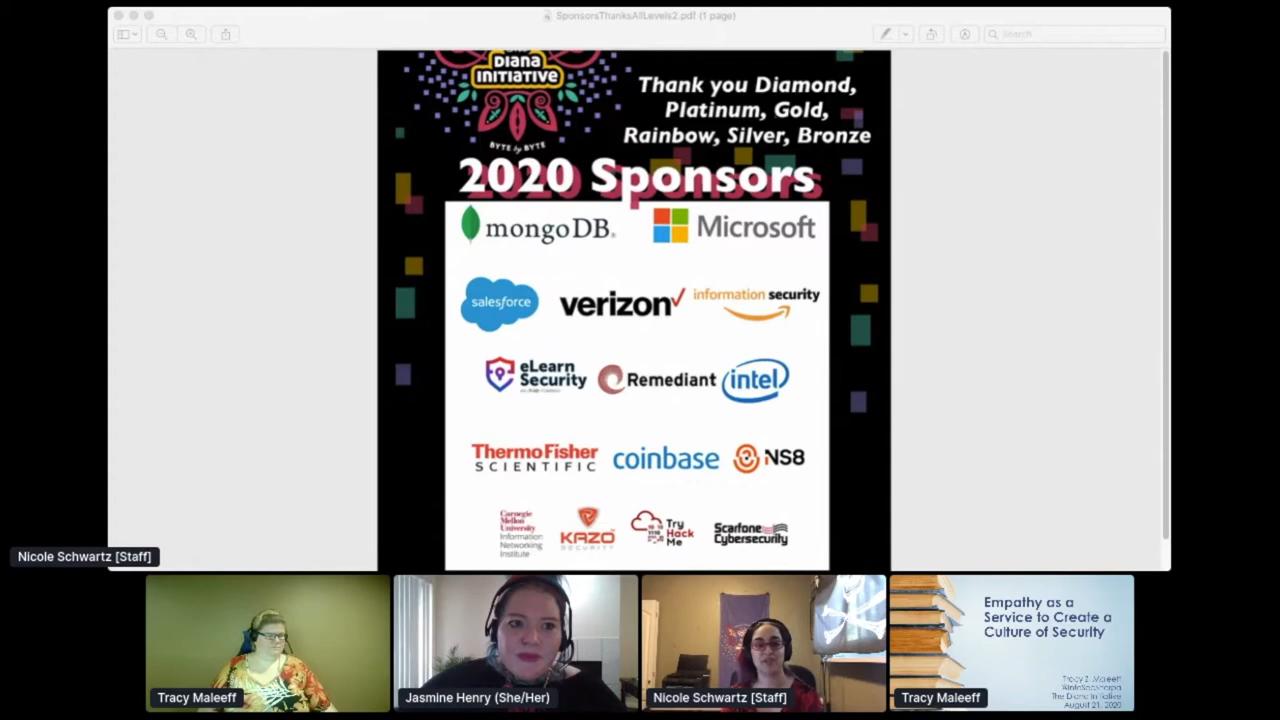 SponsorsThanksAllLevels2.pdf (1 page)
Search
DIANA
INITIATIVE
BYTE by BYTE
Thank you Diamond,
Platinum, Gold,
Rainbow, Silver, Bronze
2020 Sponsors
mongoDB.
Microsoft
salesforce
verizon
information security
eLearn
Security
Remediant
intel
ThermoFisher
SCIENTIFIC
coinbase
NS8
Carnegie
Mellon
University
Information
Networking
Institute
KAZO
SECURITY
Try
Hack
Me
Scarfone
Cybersecurity
Nicole Schwartz [Staff]
Tracy Maleeff
Jasmine Henry (She/Her)
Nicole Schwartz [Staff]
Empathy as a
Service to Create a
Culture of Security
Tracy Z. Maleeff
@InfoSecSherpa
The Diana Initiative
August 21, 2020
Tracy Maleeff